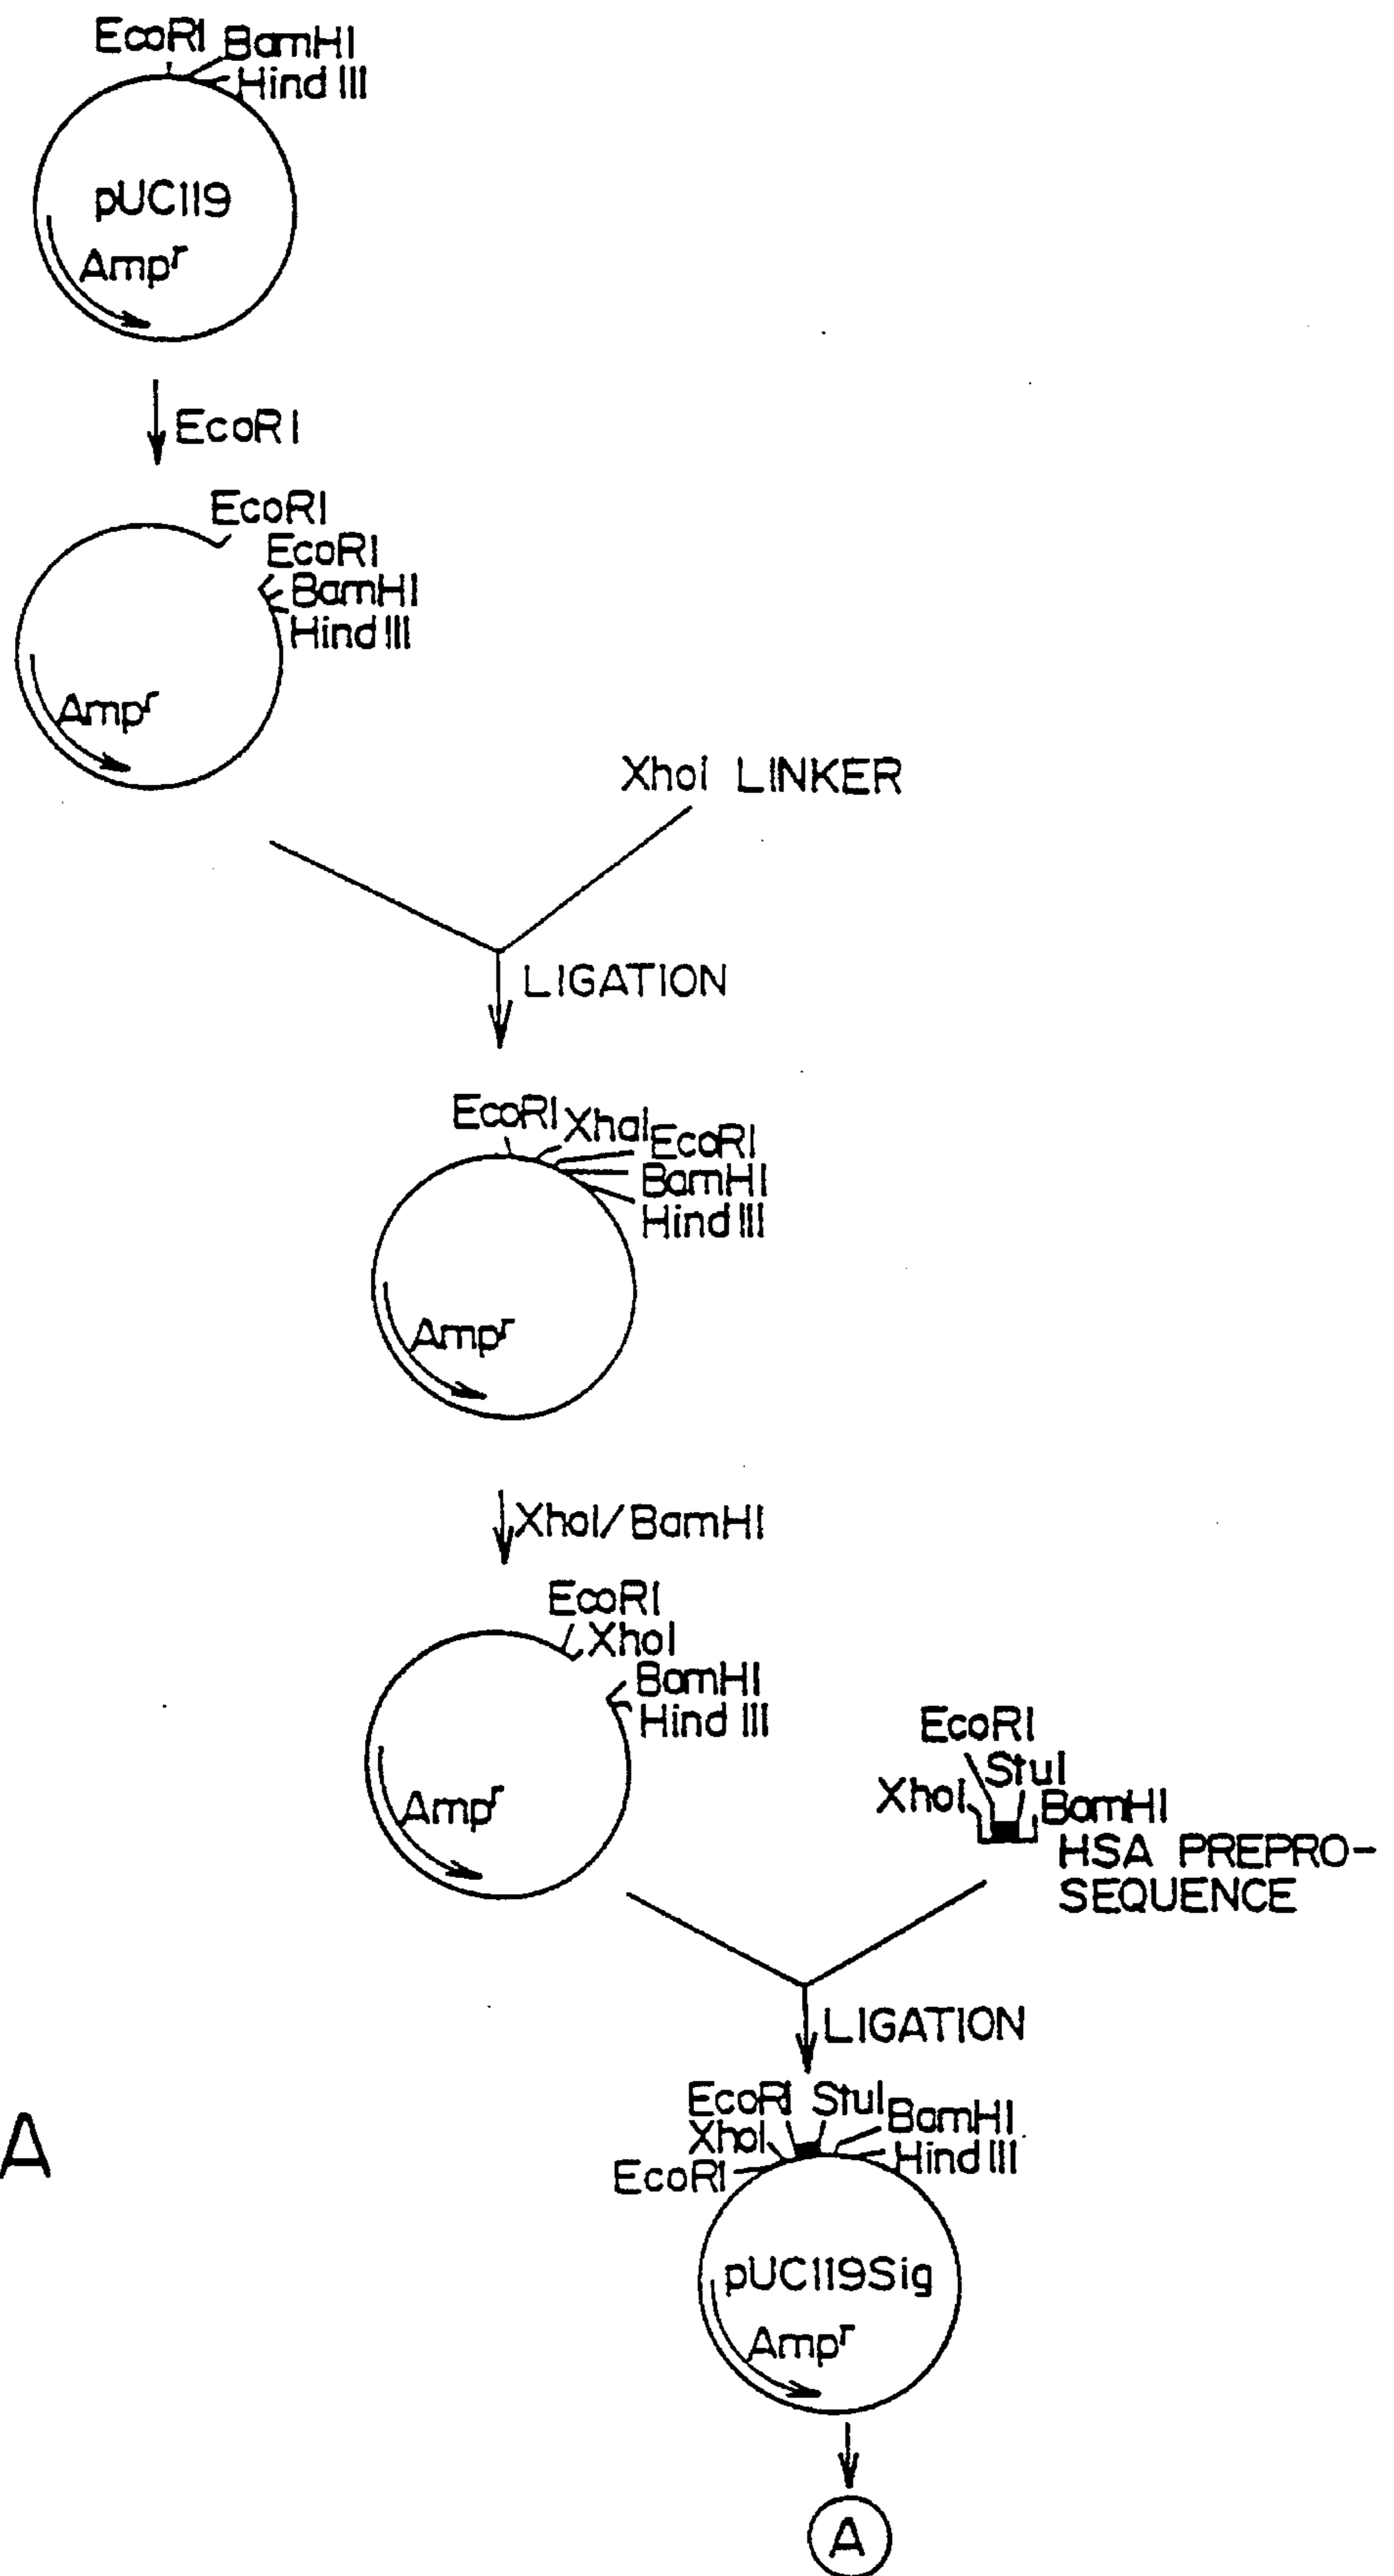 EcoRI BamHI
Hind III
pUC119
Ampr
EcoRI
EcoRI
EcoRI
BamHI
Hind III
Ampr
XhoI LINKER
LIGATION
EcoRI XhaI EcoRI
BamHI
Hind III
Ampr
XhoI/BamHI
EcoRI
XhoI
BamHI
Hind III
Ampr
EcoRI
StuI
XhoI BamHI
HSA PREPRO-
SEQUENCE
LIGATION
EcoRI StuI BamHI
XhoI Hind III
EcoRI
A
pUC119Sig
Ampr
A